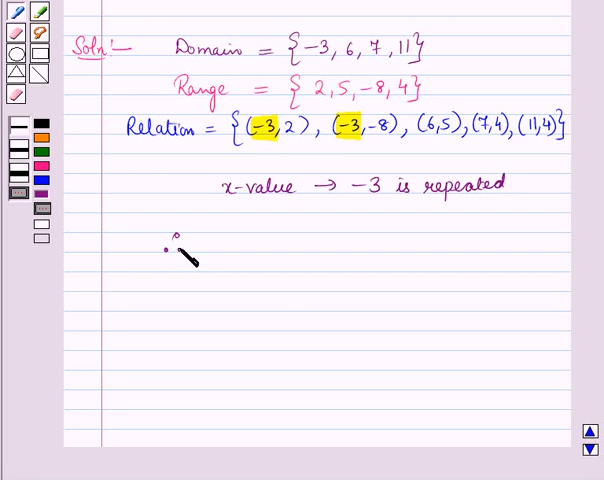 Soln:- Domain = {-3, 6, 7, 11}
Range = {2, 5, -8, 4}
Relation = {(-3, 2), (-3, -8), (6, 5), (7, 4), (11, 4)}
x-value → -3 is repeated
∴